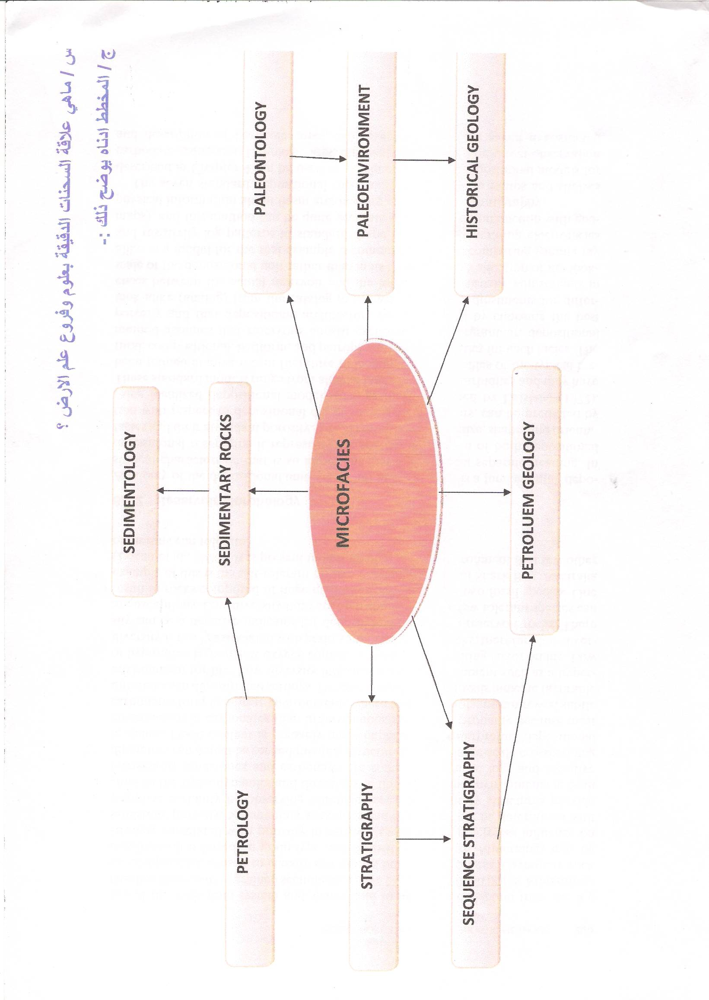 س / ماهي علاقة السحنات الدقيقة بعلوم وفروع علم الارض ؟
ج / المخطط ادناه يوضح ذلك :-
SEDIMENTOLOGY
PETROLOGY
SEDIMENTARY ROCKS
PALEONTOLOGY
STRATIGRAPHY
MICROFACIES
PALEOENVIRONMENT
SEQUENCE STRATIGRAPHY
HISTORICAL GEOLOGY
PETROLUEM GEOLOGY